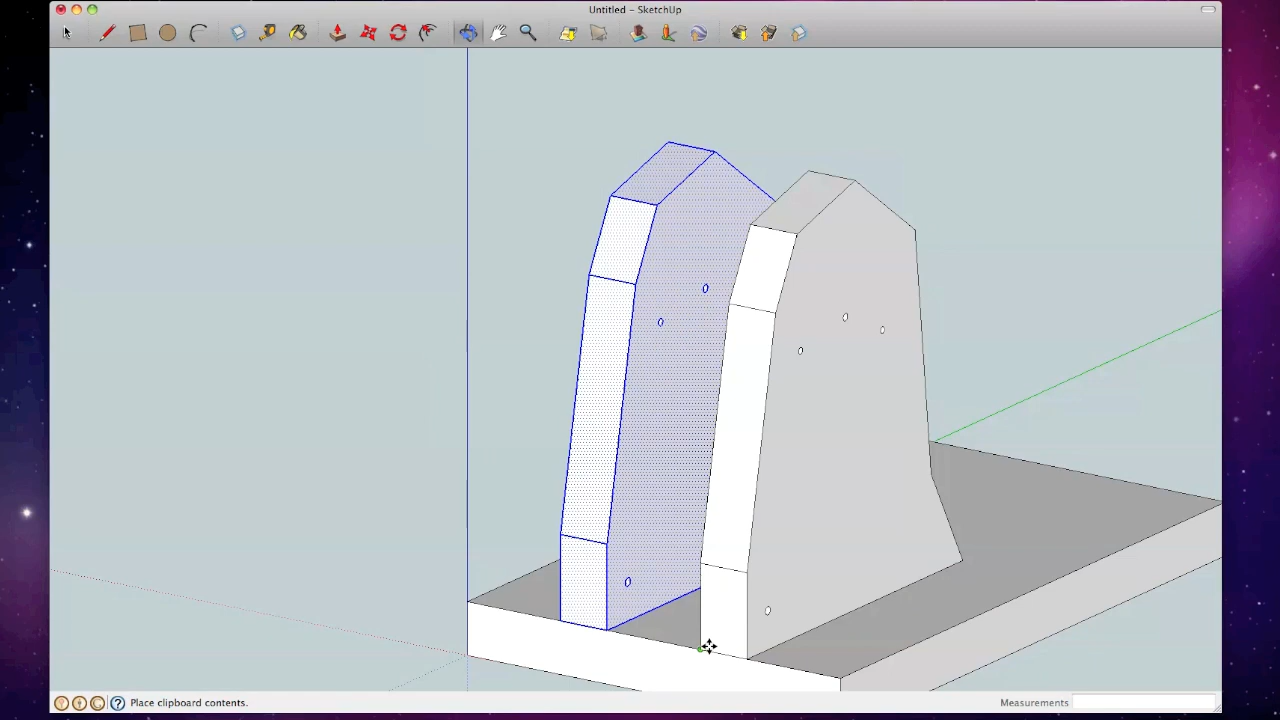 Untitled – SketchUp
Place clipboard contents.
Measurements